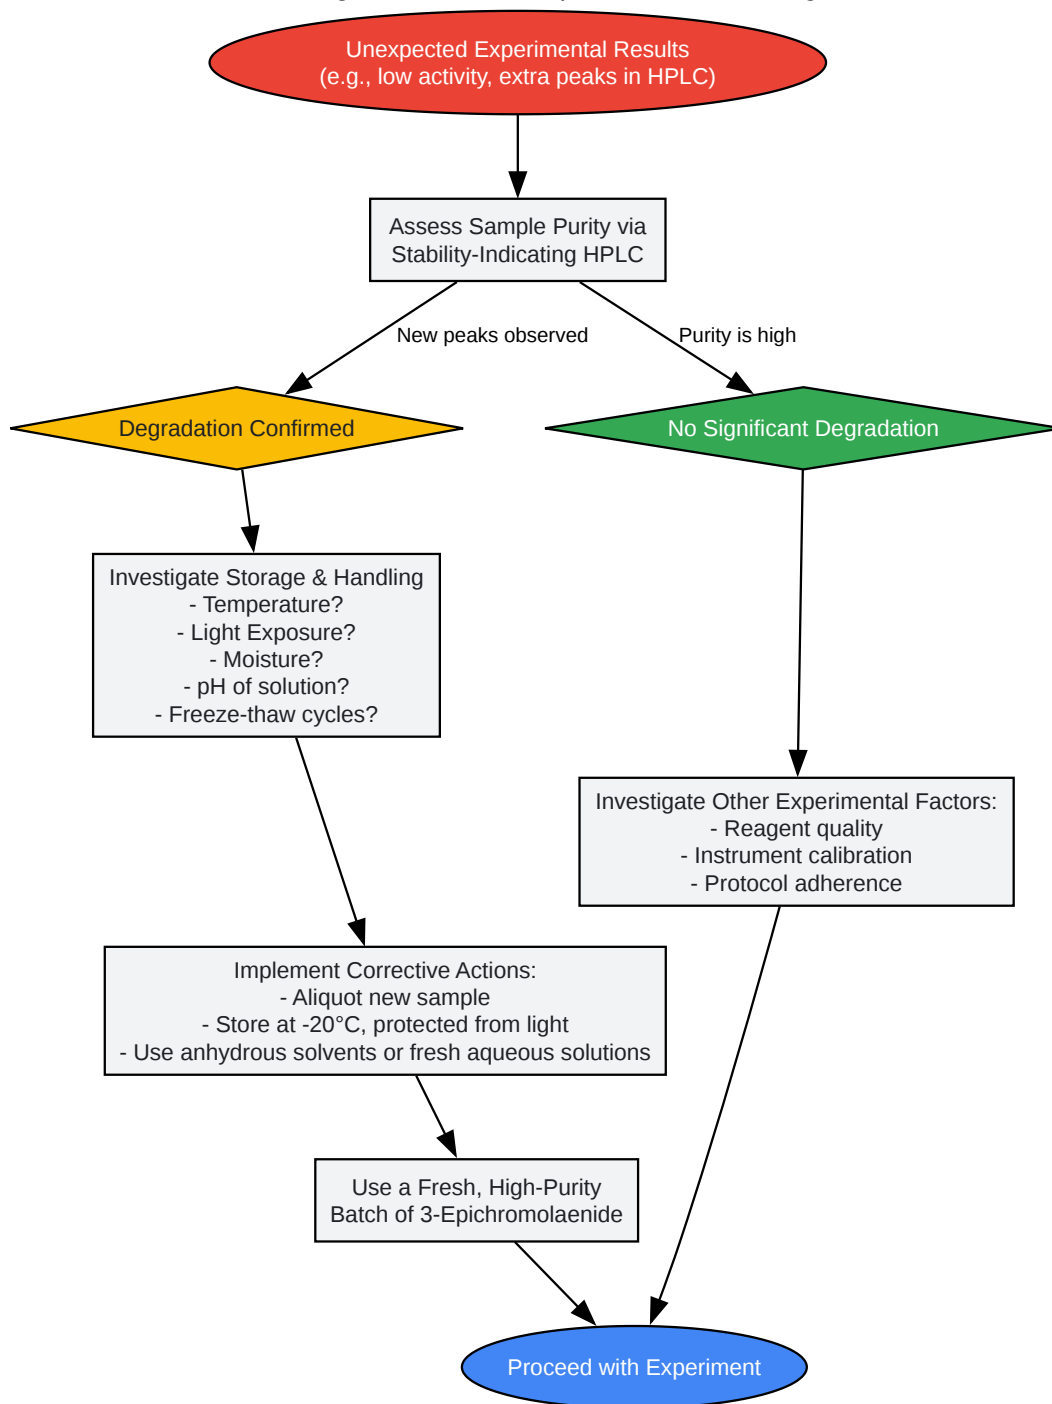 Unexpected Experimental Results
(e.g., low activity, extra peaks in HPLC)
Assess Sample Purity via
Stability-Indicating HPLC
New peaks observed
Purity is high
Degradation Confirmed
No Significant Degradation
Investigate Storage & Handling
- Temperature?
- Light Exposure?
- Moisture?
- pH of solution?
- Freeze-thaw cycles?
Investigate Other Experimental Factors:
- Reagent quality
- Instrument calibration
- Protocol adherence
Implement Corrective Actions:
- Aliquot new sample
- Store at -20°C, protected from light
- Use anhydrous solvents or fresh aqueous solutions
Use a Fresh, High-Purity
Batch of 3-Epichromolaenide
Proceed with Experiment